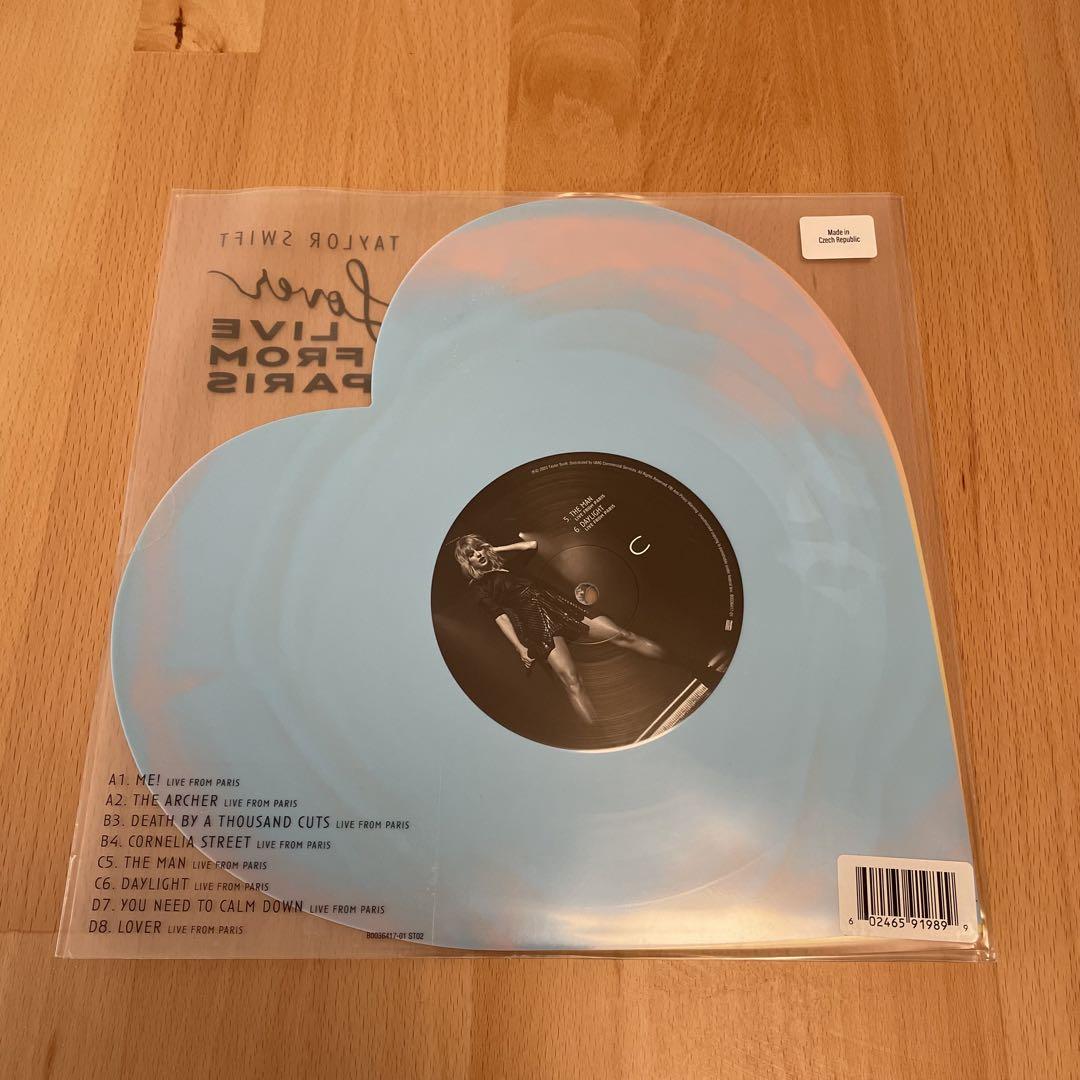 TAYLOR SWIFT
Lover
LIVE
FROM
PARIS
Made in
Czech Republic
5. THE MAN
LIVE FROM PARIS
6. DAYLIGHT
LIVE FROM PARIS
C
A1. ME! LIVE FROM PARIS
A2. THE ARCHER LIVE FROM PARIS
B3. DEATH BY A THOUSAND CUTS LIVE FROM PARIS
B4. CORNELIA STREET LIVE FROM PARIS
C5. THE MAN LIVE FROM PARIS
C6. DAYLIGHT LIVE FROM PARIS
D7. YOU NEED TO CALM DOWN LIVE FROM PARIS
D8. LOVER LIVE FROM PARIS
B0036417-01 ST02
6 02465 91989 9